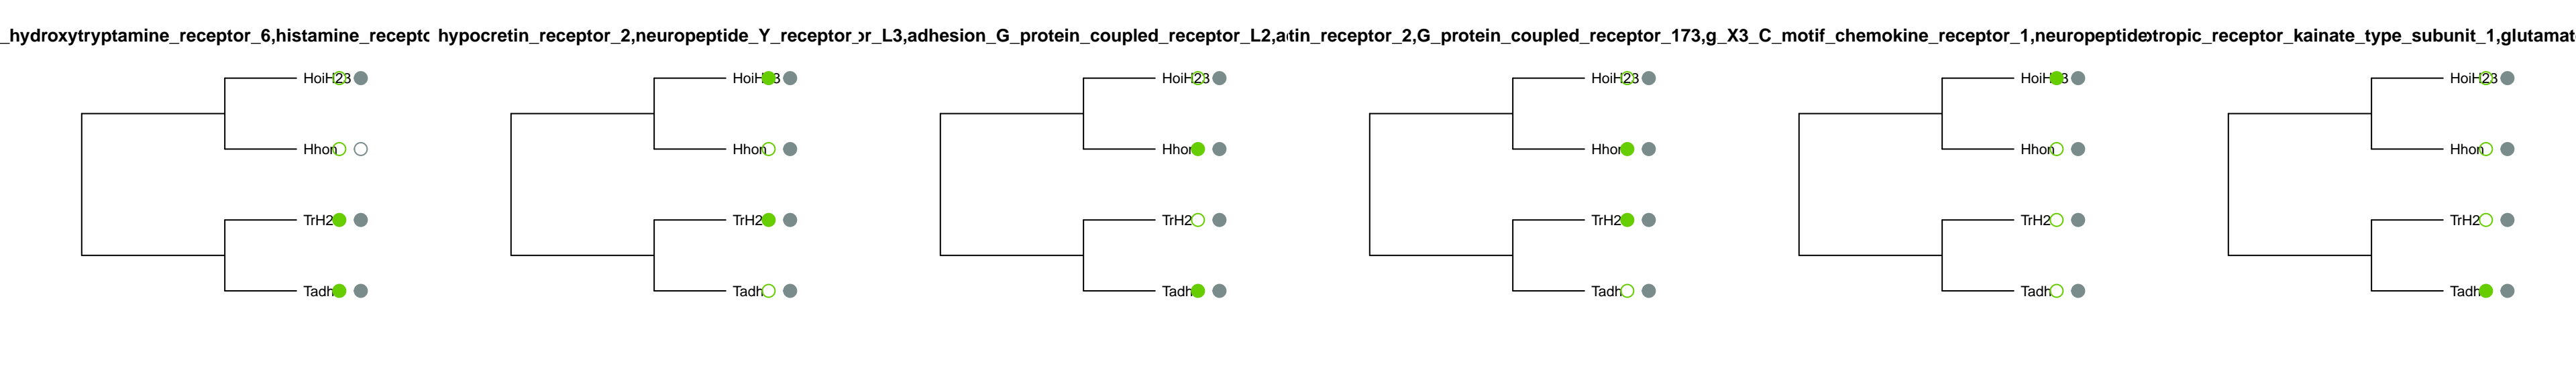 _hydroxytryptamine_receptor_6,histamine_recepto
hypocretin_receptor_2,neuropeptide_Y_receptor_
or_L3,adhesion_G_protein_coupled_receptor_L2,a
tin_receptor_2,G_protein_coupled_receptor_173,g
_X3_C_motif_chemokine_receptor_1,neuropeptide
otropic_receptor_kainate_type_subunit_1,glutamat
HoiH23
Hhon
TrH2
Tadh
HoiH23
Hhon
TrH2
Tadh
HoiH23
Hhon
TrH2
Tadh
HoiH23
Hhon
TrH2
Tadh
HoiH23
Hhon
TrH2
Tadh
HoiH23
Hhon
TrH2
Tadh